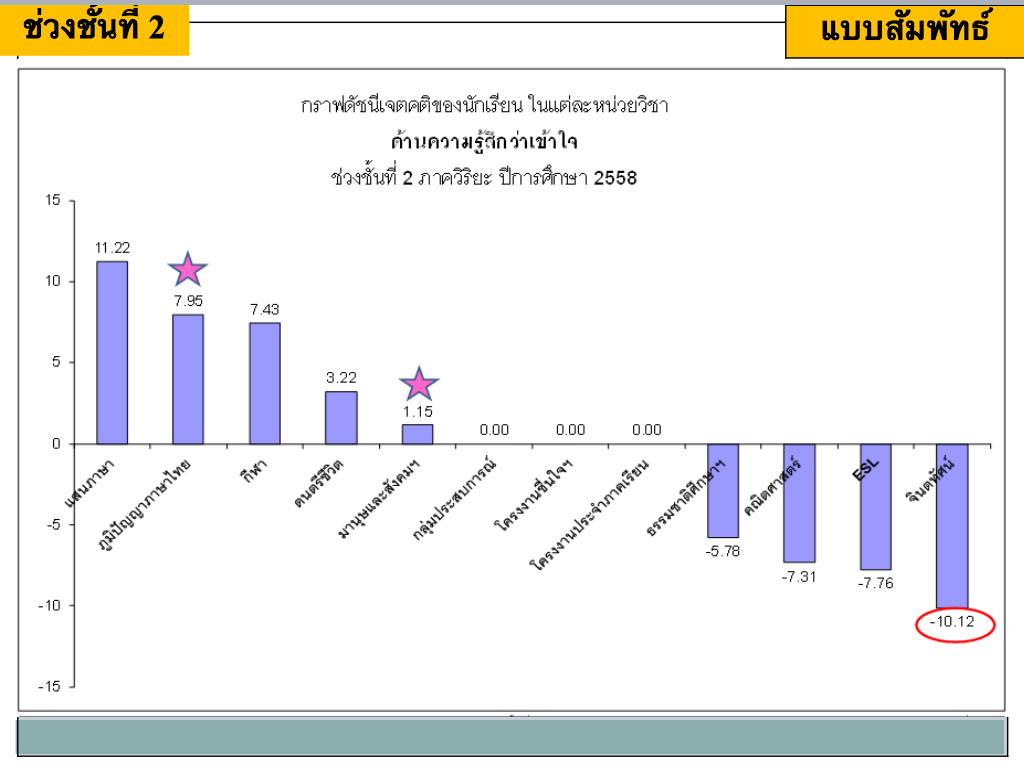 ช่วงชั้นที่ 2
แบบสัมพัทธ์
กราฟดัชนีเจตคติของนักเรียน ในแต่ละหน่วยวิชา
ด้านความรู้สึกว่าเข้าใจ
ช่วงชั้นที่ 2 ภาควิริยะ ปีการศึกษา 2558
15
10
5
0
-5
-10
-15
11.22
7.95
7.43
3.22
1.15
0.00
0.00
0.00
-5.78
-7.31
-7.76
-10.12
แสนภาษา
ภูมิปัญญาภาษาไทย
กีฬา
ดนตรีชีวิต
มานุษและสังคมฯ
กลุ่มประสบการณ์
โครงงานชื่นใจฯ
โครงงานประจำภาคเรียน
ธรรมชาติศึกษาฯ
คณิตศาสตร์
ESL
จินตทัศน์